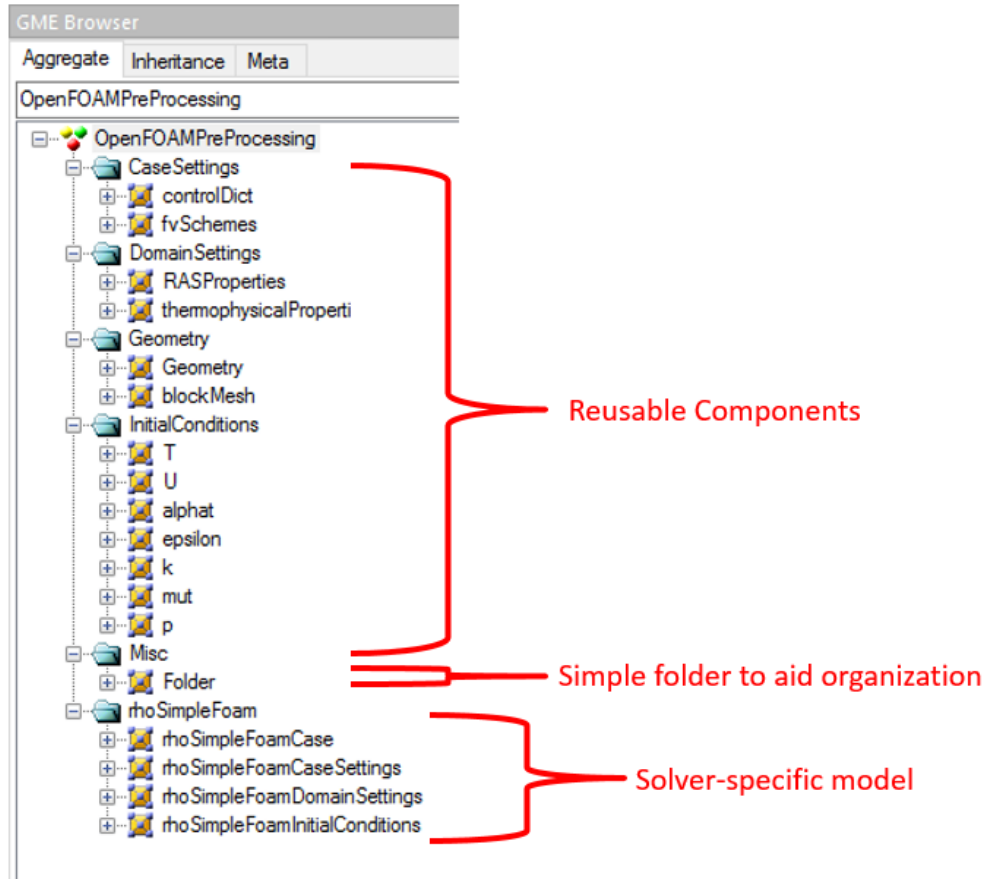 GME Browser
Aggregate Inheritance Meta
OpenFOAMPreProcessing
OpenFOAMPreProcessing
CaseSettings
controlDict
fvSchemes
DomainSettings
RASProperties
thermophysicalProperti
Geometry
Geometry
blockMesh
InitialConditions
T
U
alphat
epsilon
k
mut
p
Misc
Folder
rhoSimpleFoam
rhoSimpleFoamCase
rhoSimpleFoamCaseSettings
rhoSimpleFoamDomainSettings
rhoSimpleFoamInitialConditions
Reusable Components
Simple folder to aid organization
Solver-specific model